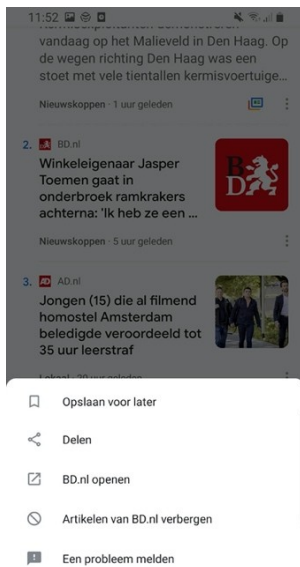 11:52
vandaag op het Malieveld in Den Haag. Op
de wegen richting Den Haag was een
stoet met vele tientallen kermisvoertuige...
Nieuwskoppen · 1 uur geleden
2. BD.nl
Winkeleigenaar Jasper
Toemen gaat in
onderbroek ramkrakers
achterna: 'Ik heb ze een ...
BD
Nieuwskoppen · 5 uur geleden
3. AD AD.nl
Jongen (15) die al filmend
homostel Amsterdam
beledigde veroordeeld tot
35 uur leerstraf
Lokaal · 20 uur geleden
Opslaan voor later
Delen
BD.nl openen
Artikelen van BD.nl verbergen
Een probleem melden